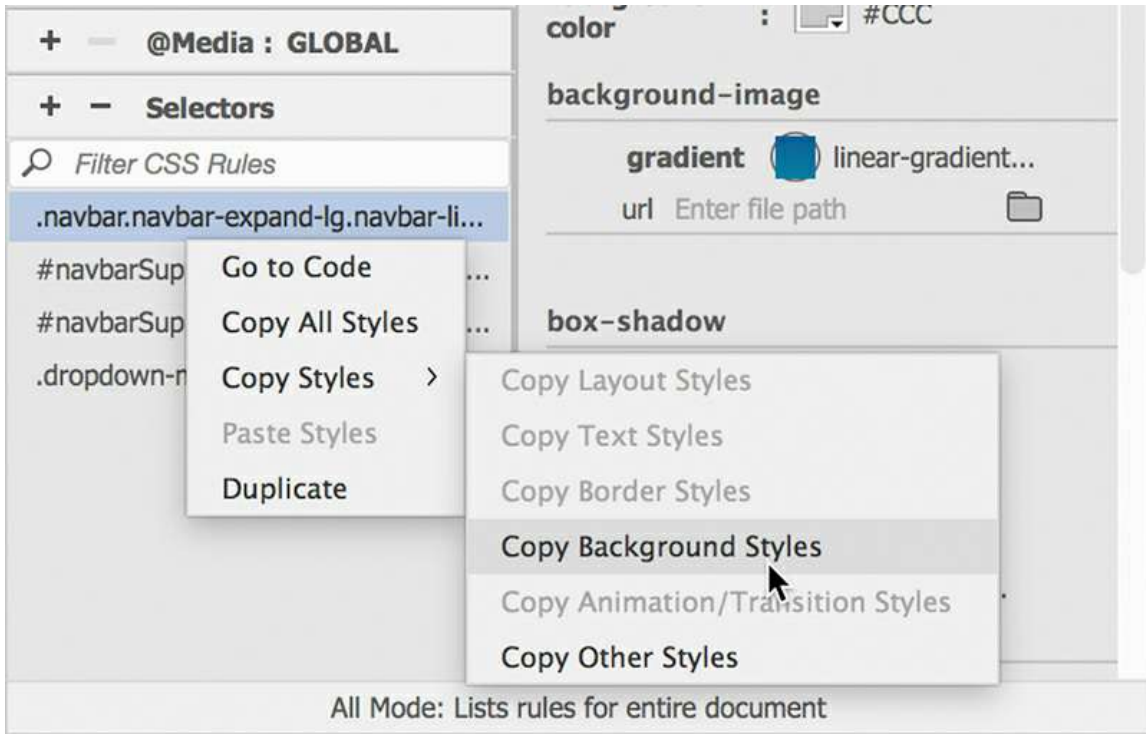 + − @Media : GLOBAL
+ − Selectors
Filter CSS Rules
.navbar.navbar-expand-lg.navbar-li...
#navbarSup ...
#navbarSup ...
.dropdown-
Go to Code
Copy All Styles
Copy Styles >
Paste Styles
Duplicate
color : #CCC
background-image
gradient linear-gradient...
url Enter file path
box-shadow
Copy Layout Styles
Copy Text Styles
Copy Border Styles
Copy Background Styles
Copy Animation/Transition Styles
Copy Other Styles
All Mode: Lists rules for entire document